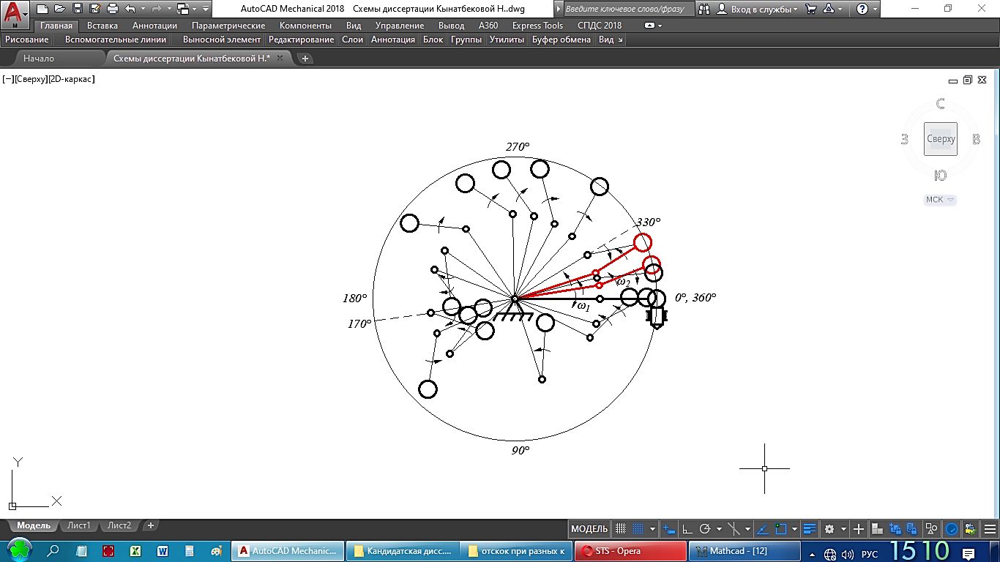 AutoCAD Mechanical 2018 Схемы диссертации Кынатбековой Н..dwg
Введите ключевое слово/фразу
Вход в службы
Главная Вставка Аннотации Параметрические Компоненты Вид Управление Вывод A360 Express Tools СПДС 2018
Рисование Вспомогательные линии Выносной элемент Редактирование Слои Аннотация Блок Группы Утилиты Буфер обмена Вид
Начало
Схемы диссертации Кынатбековой Н.*
[−][Сверху][2D-каркас]
С
З
Сверху
В
Ю
МСК
270°
330°
ω2
0°, 360°
ω1
180°
170°
90°
Y
X
Модель Лист1 Лист2
МОДЕЛЬ
AutoCAD Mechanic...
Кандидатская дисс....
отскок при разных к
STS - Opera
Mathcad - [12]
РУС
15 10